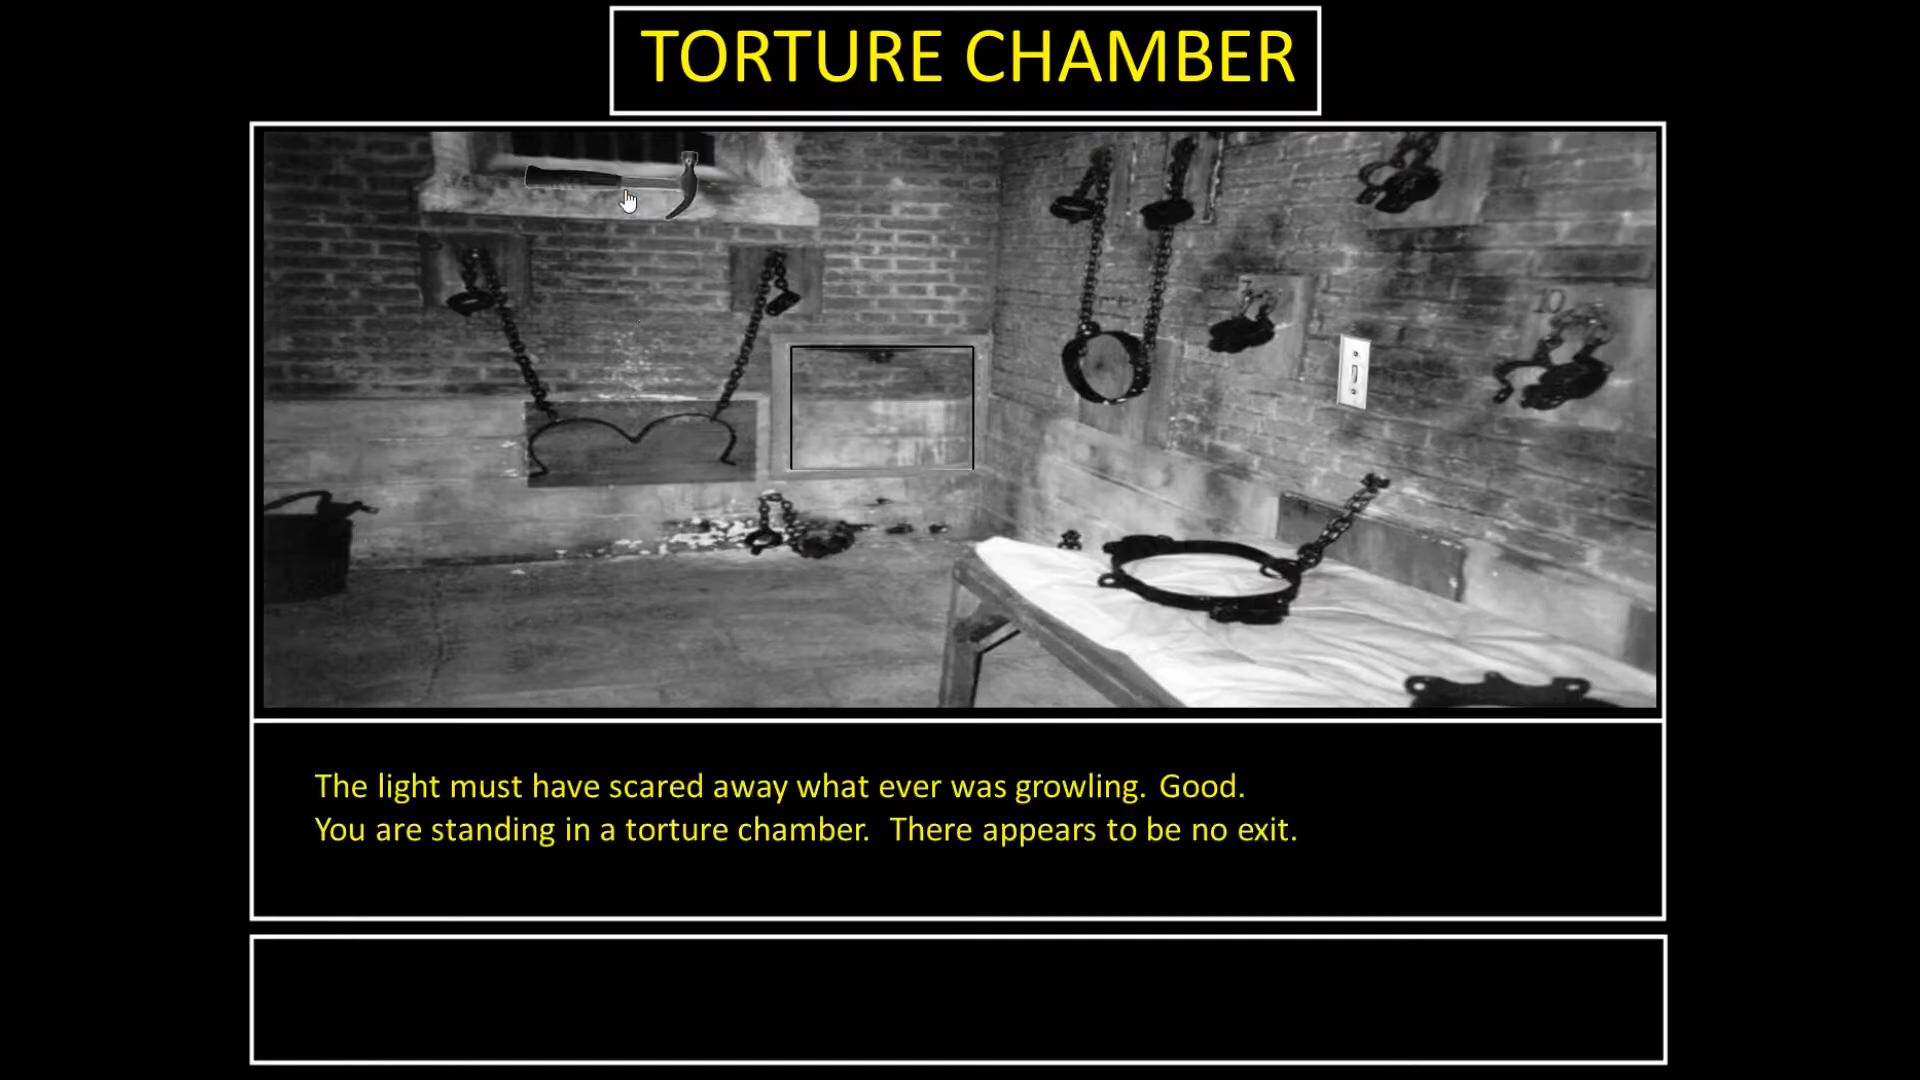 TORTURE CHAMBER
10
The light must have scared away what ever was growling. Good.
You are standing in a torture chamber. There appears to be no exit.